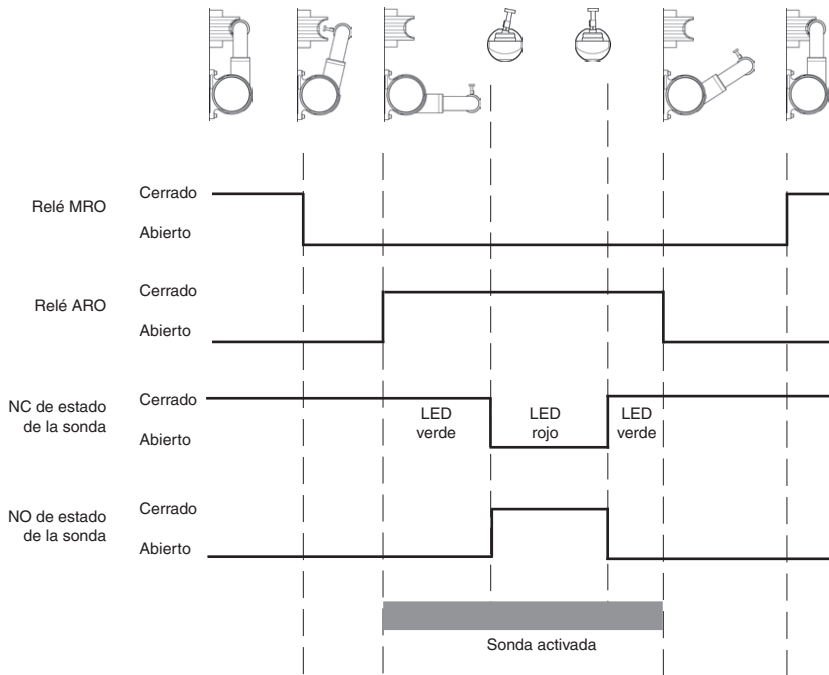 Relé MRO
Cerrado
Abierto
Relé ARO
Cerrado
Abierto
NC de estado
de la sonda
Cerrado
Abierto
LED
verde
LED
rojo
LED
verde
NO de estado
de la sonda
Cerrado
Abierto
Sonda activada